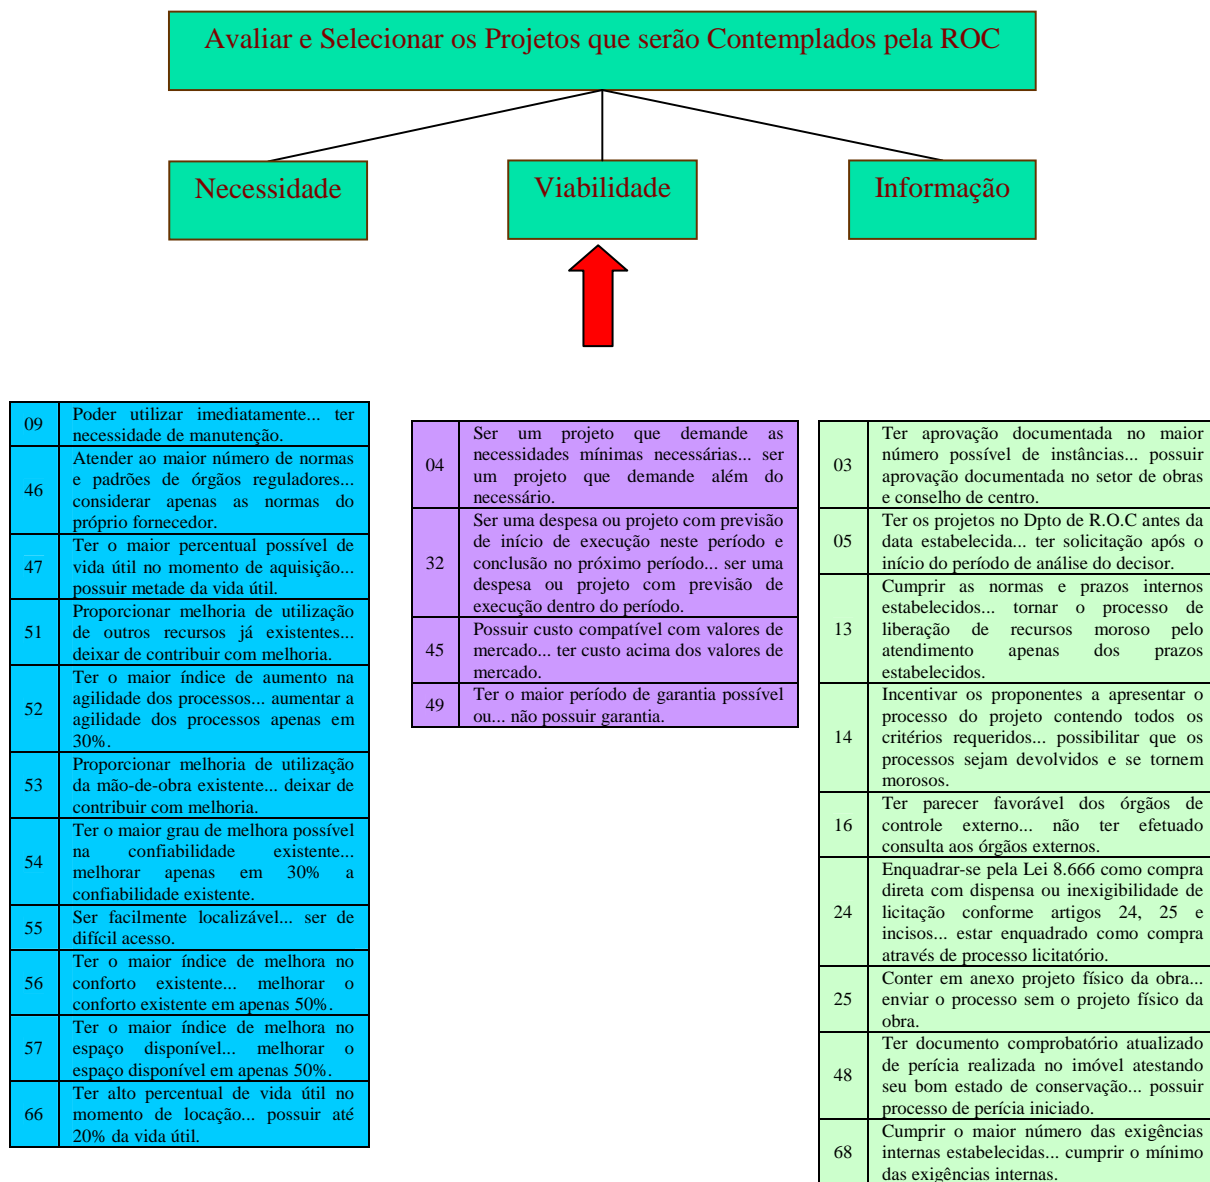 Avaliar e Selecionar os Projetos que serão Contemplados pela ROC
Necessidade
Viabilidade
Informação
09
Poder utilizar imediatamente... ter
necessidade de manutenção.
46
Atender ao maior número de normas
e padrões de órgãos reguladores...
considerar apenas as normas do
próprio fornecedor.
47
Ter o maior percentual possível de
vida útil no momento de aquisição...
possuir metade da vida útil.
51
Proporcionar melhoria de utilização
de outros recursos já existentes...
deixar de contribuir com melhoria.
52
Ter o maior índice de aumento na
agilidade dos processos... aumentar a
agilidade dos processos apenas em
30%.
53
Proporcionar melhoria de utilização
da mão-de-obra existente... deixar de
contribuir com melhoria.
54
Ter o maior grau de melhora possível
na confiabilidade existente...
melhorar apenas em 30% a
confiabilidade existente.
55
Ser facilmente localizável... ser de
difícil acesso.
56
Ter o maior índice de melhora no
conforto existente... melhorar o
conforto existente em apenas 50%.
57
Ter o maior índice de melhora no
espaço disponível... melhorar o
espaço disponível em apenas 50%.
66
Ter alto percentual de vida útil no
momento de locação... possuir até
20% da vida útil.
04
Ser um projeto que demande as
necessidades mínimas necessárias... ser
um projeto que demande além do
necessário.
32
Ser uma despesa ou projeto com previsão
de início de execução neste período e
conclusão no próximo período... ser uma
despesa ou projeto com previsão de
execução dentro do período.
45
Possuir custo compatível com valores de
mercado... ter custo acima dos valores de
mercado.
49
Ter o maior período de garantia possível
ou... não possuir garantia.
03
Ter aprovação documentada no maior
número possível de instâncias... possuir
aprovação documentada no setor de obras
e conselho de centro.
05
Ter os projetos no Dpto de R.O.C antes da
data estabelecida... ter solicitação após o
início do período de análise do decisor.
13
Cumprir as normas e prazos internos
estabelecidos... tornar o processo de
liberação de recursos moroso pelo
atendimento apenas dos prazos
estabelecidos.
14
Incentivar os proponentes a apresentar o
processo do projeto contendo todos os
critérios requeridos... possibilitar que os
processos sejam devolvidos e se tornem
morosos.
16
Ter parecer favorável dos órgãos de
controle externo... não ter efetuado
consulta aos órgãos externos.
24
Enquadrar-se pela Lei 8.666 como compra
direta com dispensa ou inexigibilidade de
licitação conforme artigos 24, 25 e
incisos... estar enquadrado como compra
através de processo licitatório.
25
Conter em anexo projeto físico da obra...
enviar o processo sem o projeto físico da
obra.
48
Ter documento comprobatório atualizado
de perícia realizada no imóvel atestando
seu bom estado de conservação... possuir
processo de perícia iniciado.
68
Cumprir o maior número das exigências
internas estabelecidas... cumprir o mínimo
das exigências internas.